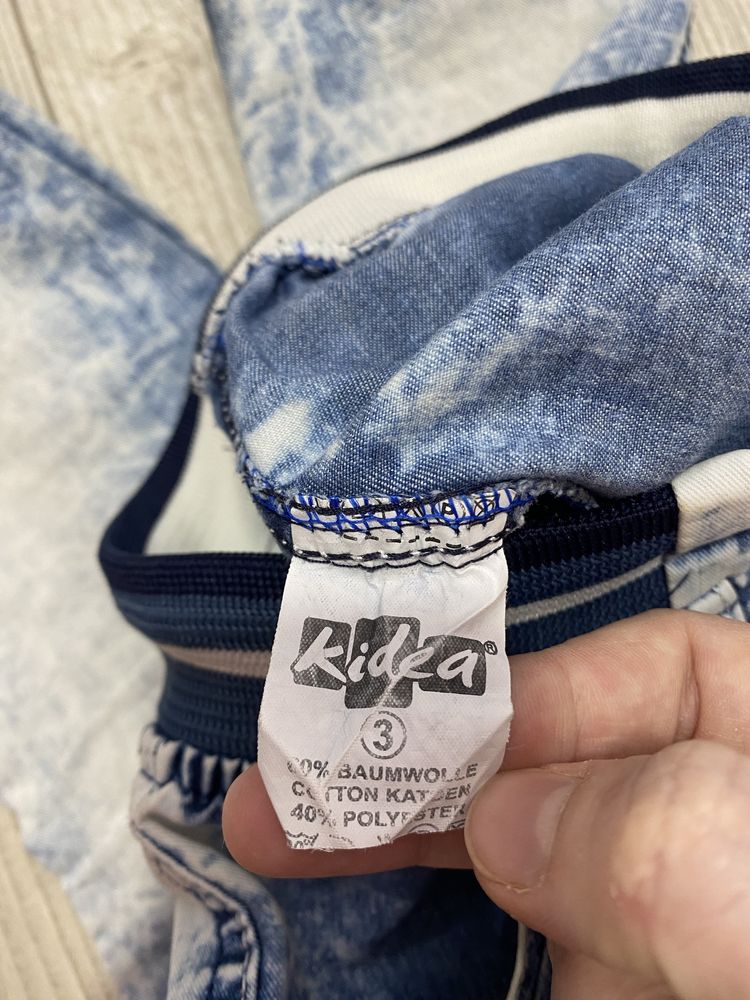 Kidea®
3
60% BAUMWOLLE
COTTON KATOEN
40% POLYESTER